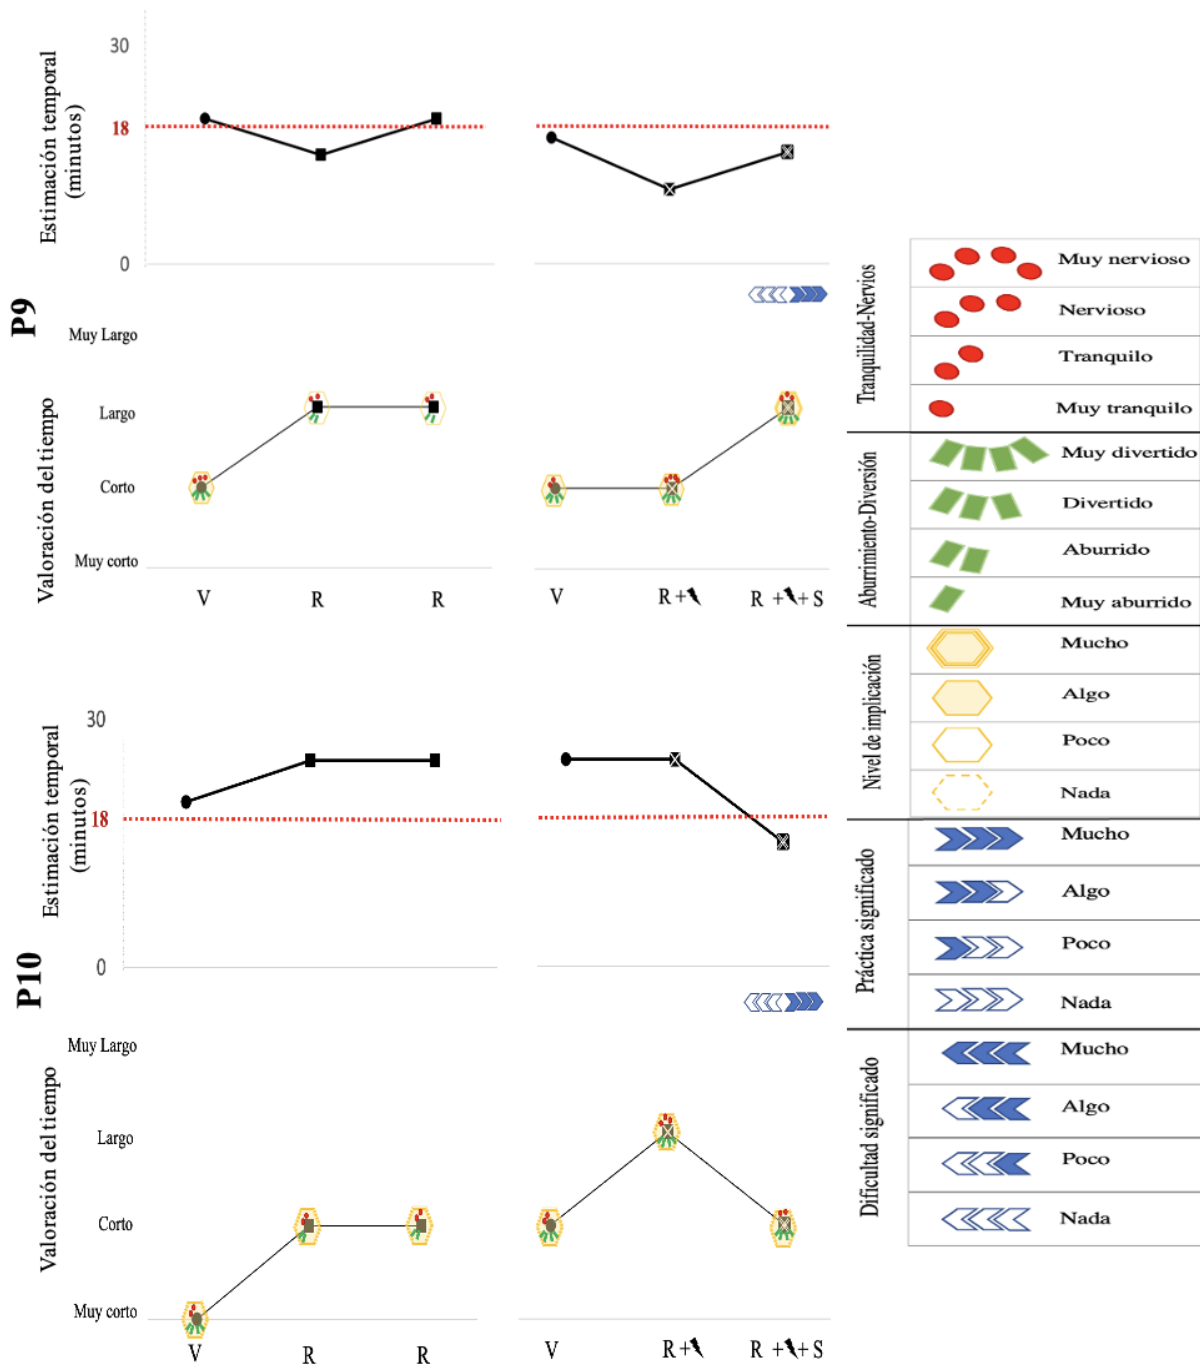 P9
Estimación temporal
(minutos)
30
18
0
Valoración del tiempo
Muy Largo
Largo
Corto
Muy corto
V
R
R
V
R +
R + + S
P10
Estimación temporal
(minutos)
30
18
0
Valoración del tiempo
Muy Largo
Largo
Corto
Muy corto
V
R
R
V
R +
R + + S
Tranquilidad-Nervios
Muy nervioso
Nervioso
Tranquilo
Muy tranquilo
Aburrimiento-Diversión
Muy divertido
Divertido
Aburrido
Muy aburrido
Nivel de implicación
Mucho
Algo
Poco
Nada
Práctica significado
Mucho
Algo
Poco
Nada
Dificultad significado
Mucho
Algo
Poco
Nada